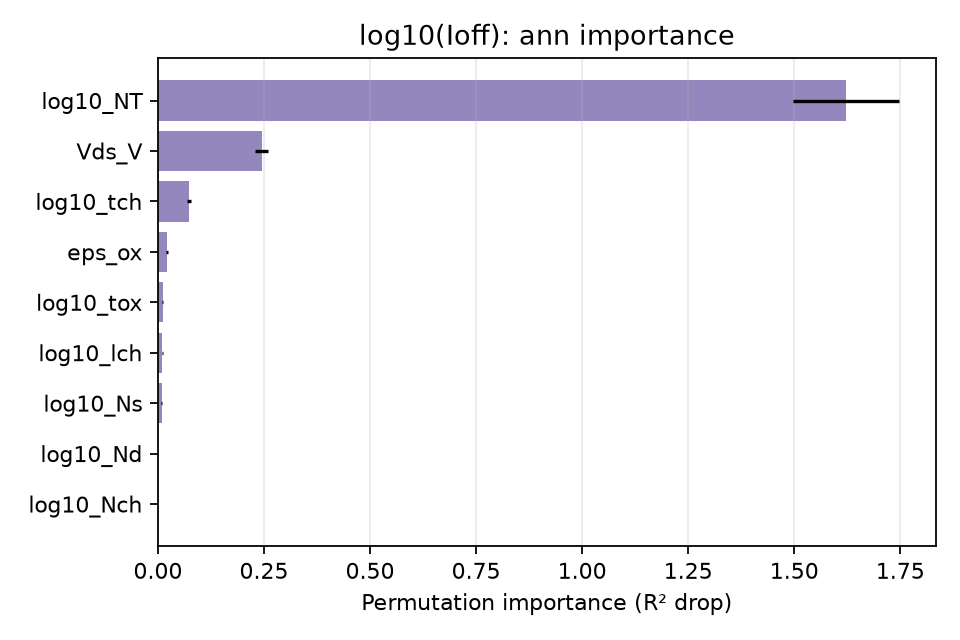 log10(Ioff): ann importance
log10_NT
Vds_V
log10_tch
eps_ox
log10_tox
log10_lch
log10_Ns
log10_Nd
log10_Nch
0.00 0.25 0.50 0.75 1.00 1.25 1.50 1.75
Permutation importance (R² drop)